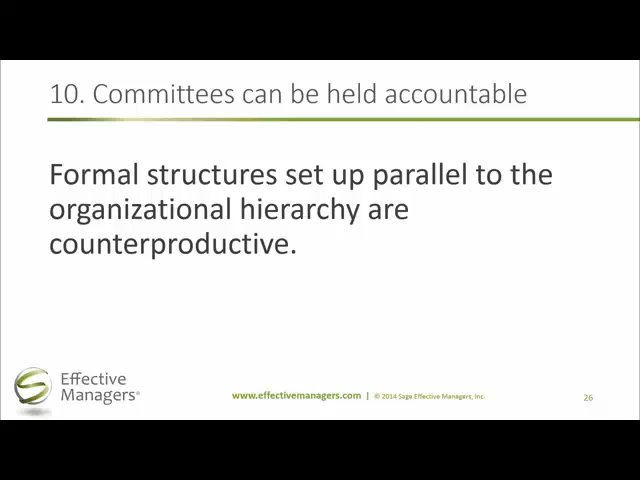 10. Committees can be held accountable
Formal structures set up parallel to the
organizational hierarchy are
counterproductive.
Effective
Managers®
www.effectivemanagers.com | © 2014 Sage Effective Managers, Inc.
26